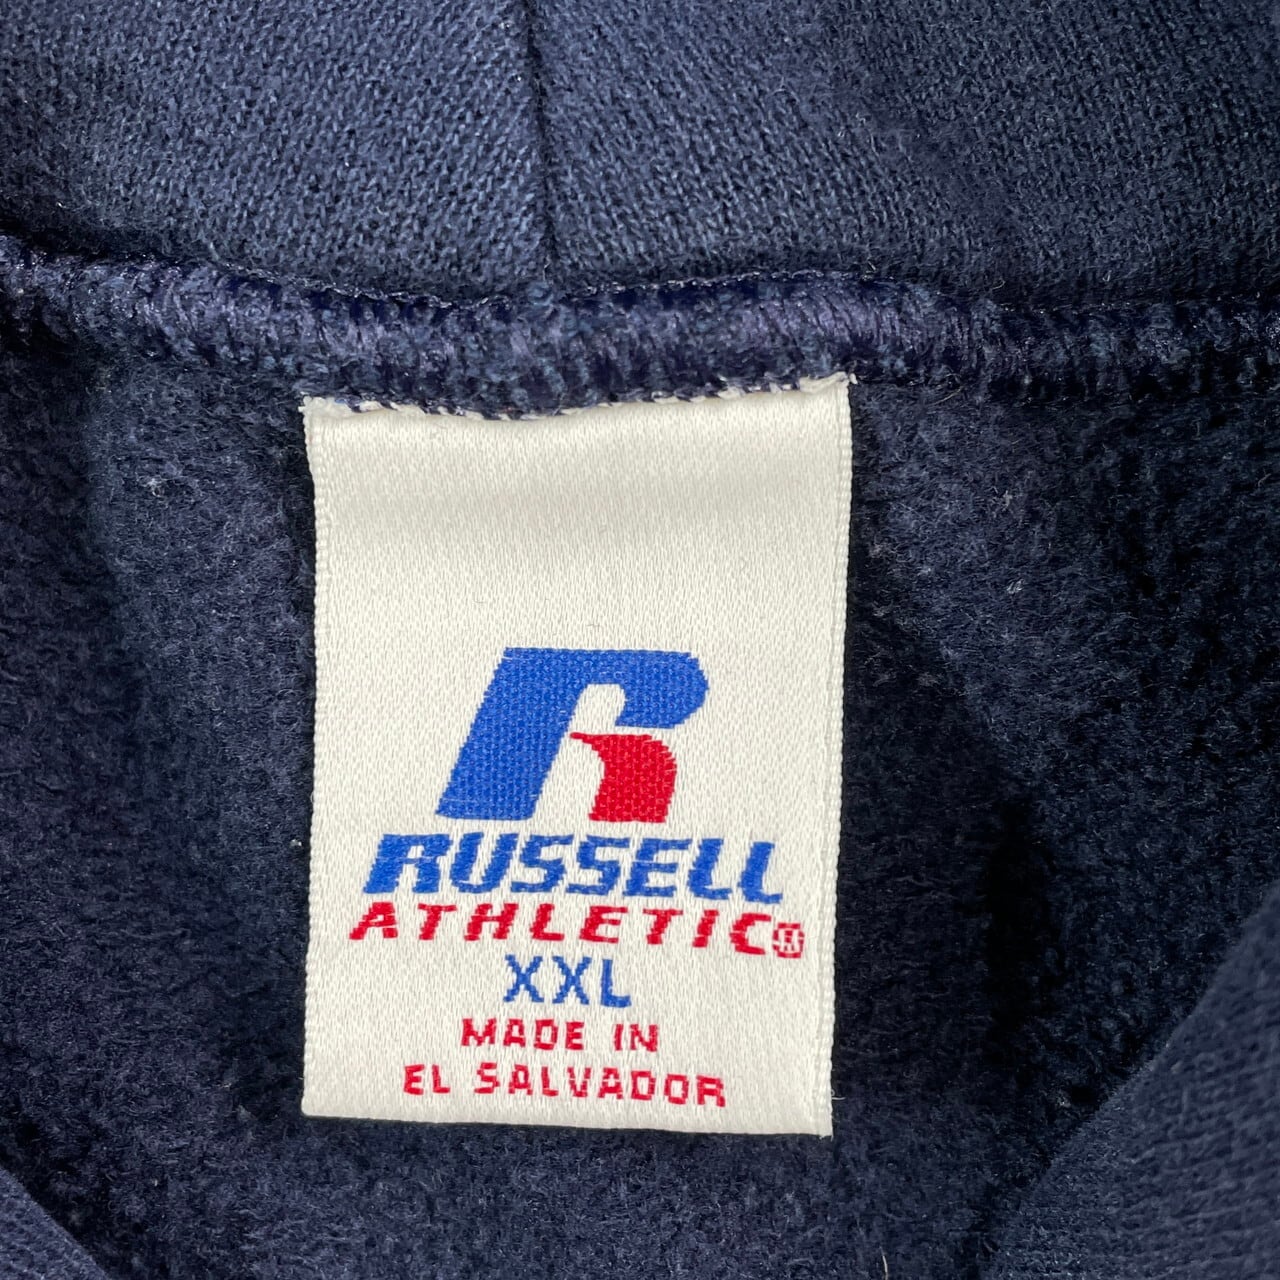 R
RUSSELL
ATHLETIC®
XXL
MADE IN
EL SALVADOR